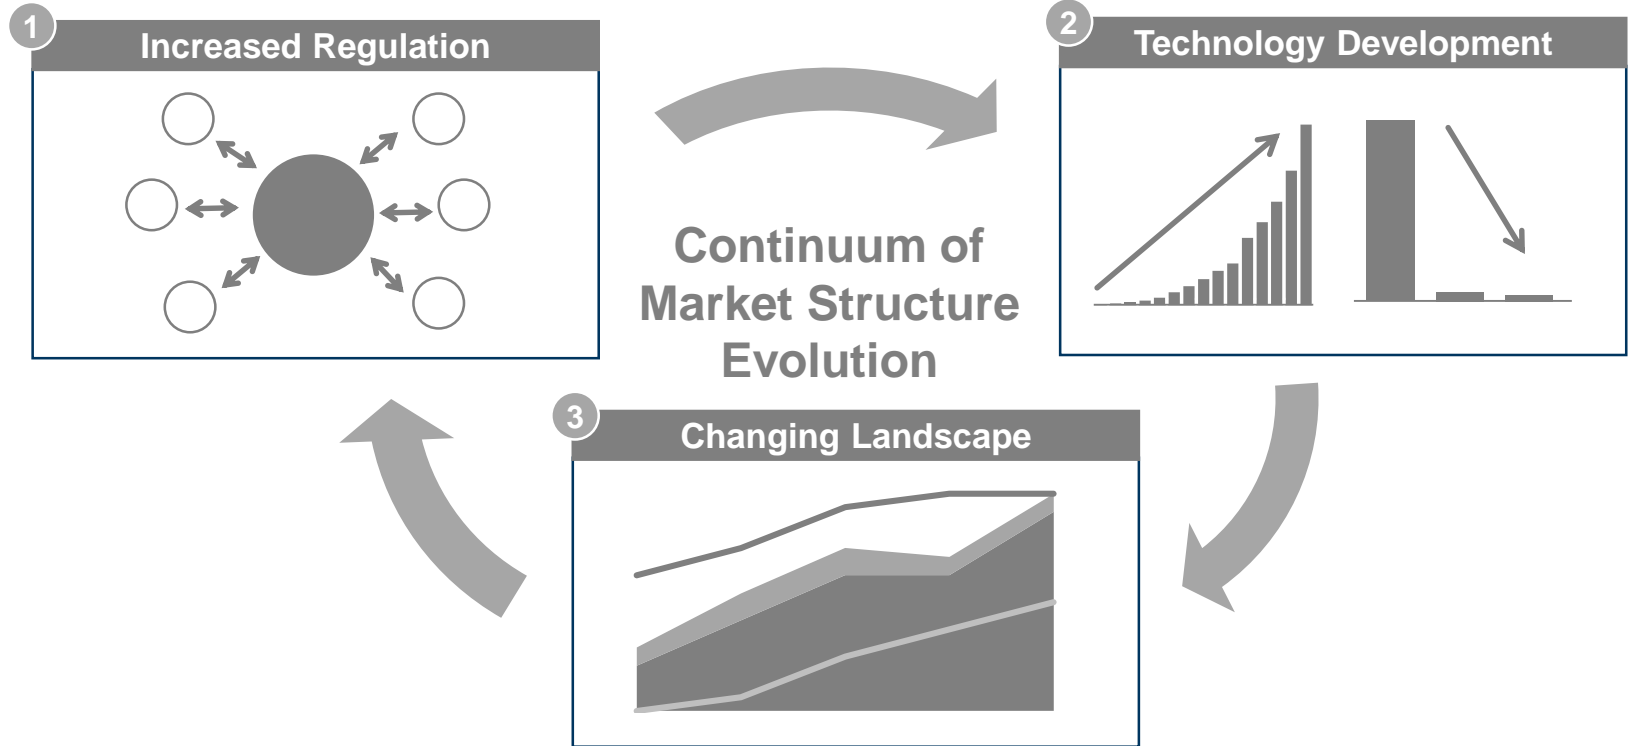 1
Increased Regulation
2
Technology Development
Continuum of
Market Structure
Evolution
3
Changing Landscape